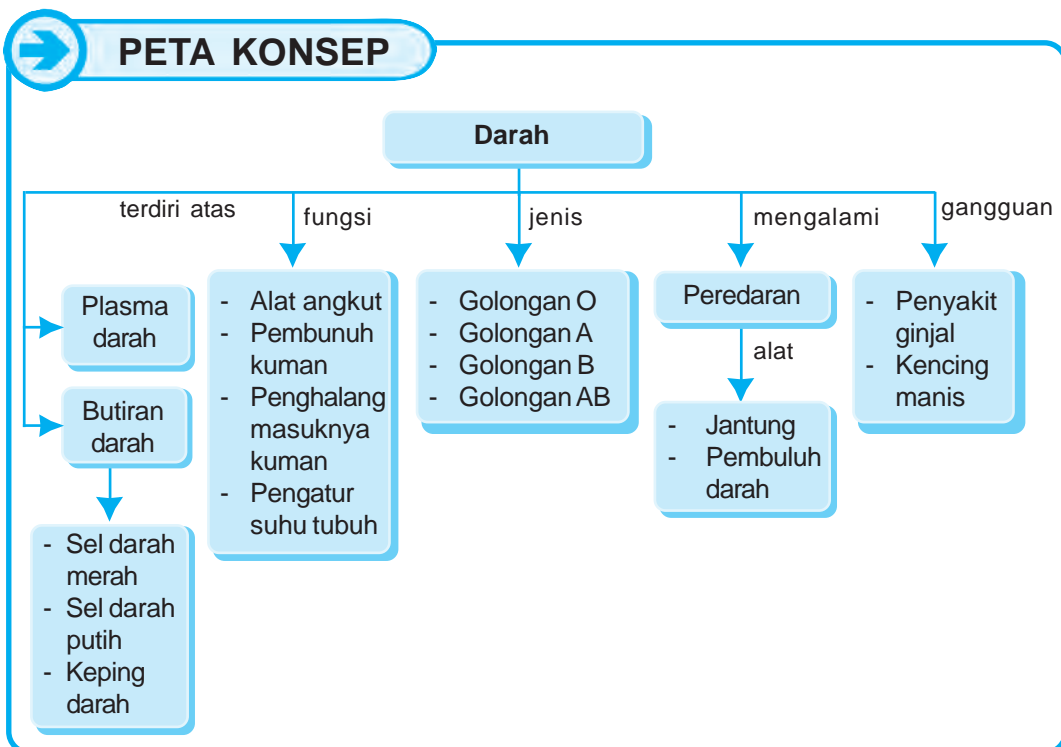 PETA KONSEP
Darah
terdiri atas
fungsi
jenis
mengalami
gangguan
Plasma
darah
Butiran
darah
- Sel darah
merah
- Sel darah
putih
- Keping
darah
- Alat angkut
- Pembunuh
kuman
- Penghalang
masuknya
kuman
- Pengatur
suhu tubuh
- Golongan O
- Golongan A
- Golongan B
- Golongan AB
Peredaran
alat
- Jantung
- Pembuluh
darah
- Penyakit
ginjal
- Kencing
manis